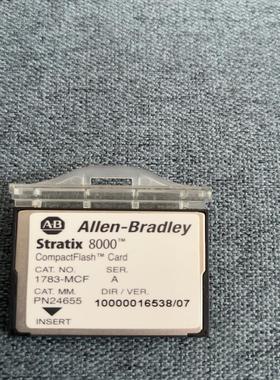 AB Allen-Bradley
Stratix 8000™
CompactFlash™ Card
CAT. NO. SER.
1783-MCF A
CAT. MM. DIR / VER.
PN24655 10000016538/07
INSERT